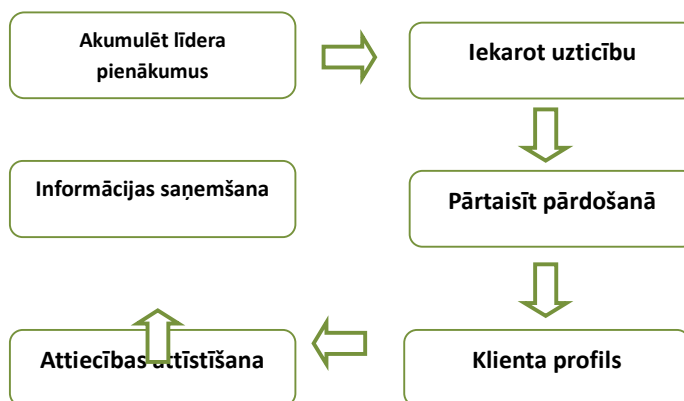 Akumulēt līdera
pienākumus
Iekarot uzticību
Informācijas saņemšana
Pārtaisīt pārdošanā
Attiecības attīstīšana
Klienta profils